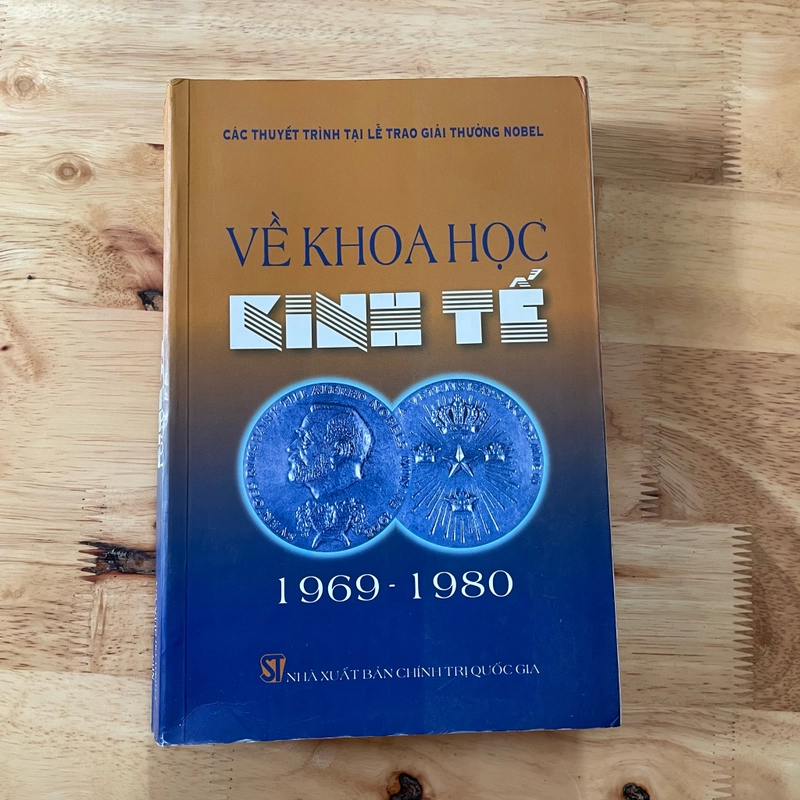 CÁC THUYẾT TRÌNH TẠI LỄ TRAO GIẢI THƯỞNG NOBEL
VỀ KHOA HỌC
KINH TẾ
1969 - 1980
ST NHÀ XUẤT BẢN CHÍNH TRỊ QUỐC GIA